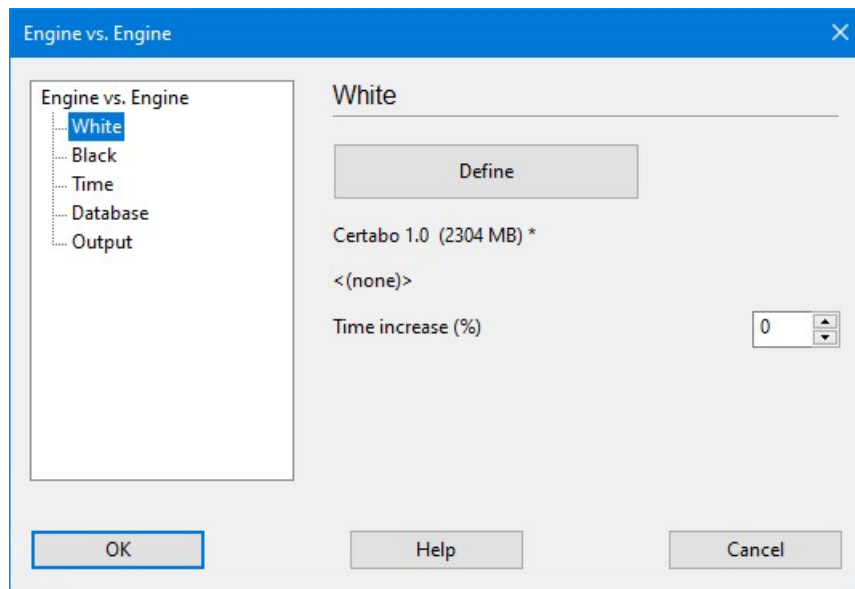 Engine vs. Engine
Engine vs. Engine
White
Black
Time
Database
Output
White
Define
Certabo 1.0 (2304 MB) *
<(none)>
Time increase (%) 0
OK Help Cancel